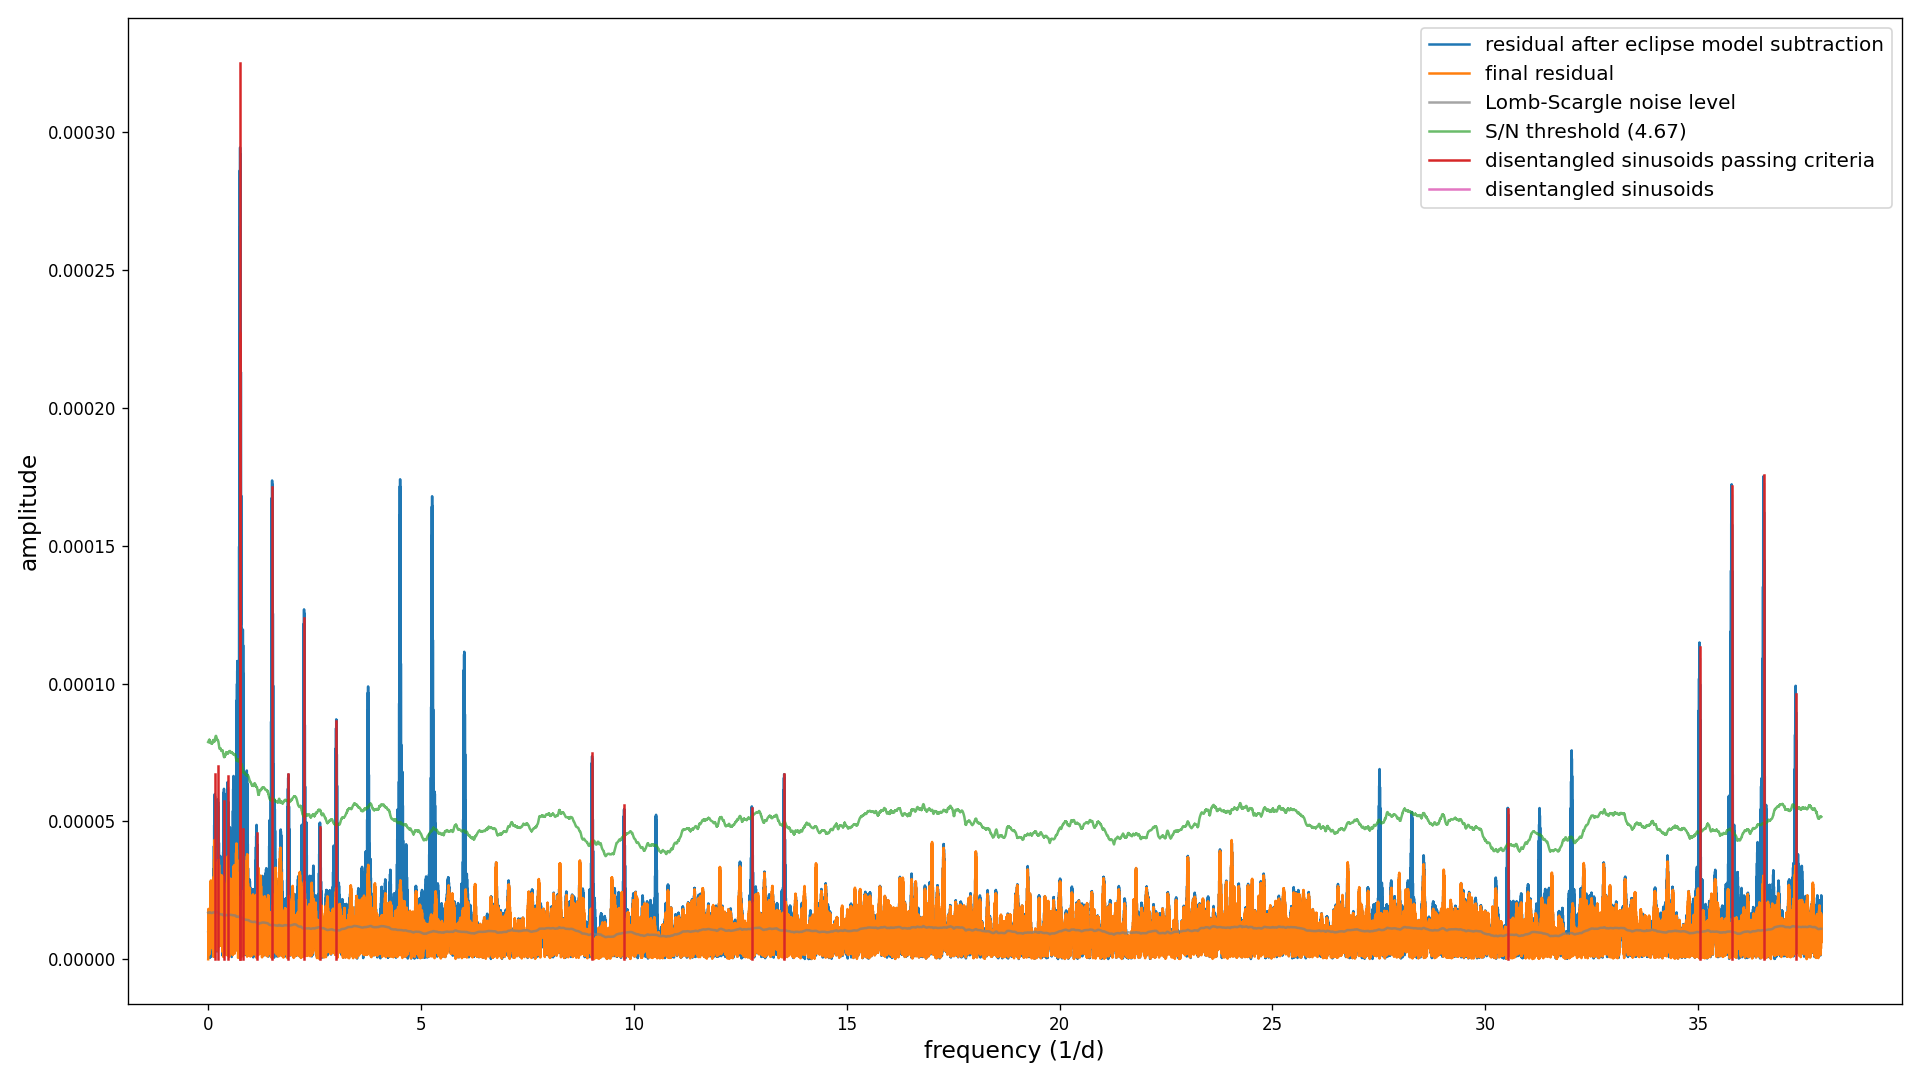 residual after eclipse model subtraction
final residual
Lomb-Scargle noise level
S/N threshold (4.67)
disentangled sinusoids passing criteria
disentangled sinusoids
amplitude
0.00030
0.00025
0.00020
0.00015
0.00010
0.00005
0.00000
0 5 10 15 20 25 30 35
frequency (1/d)